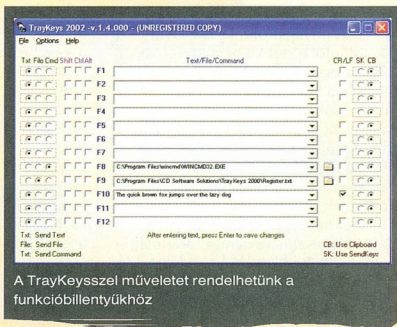 TrayKeys 2002 -v.1.4.000 - (UNREGISTERED COPY)
File Options Help
Txt File Cmd Shift Ctrl Alt Text/File/Command CR/LF SK CB
F1
F2
F3
F4
F5
F6
F7
F8 C:\Program Files\wincmd\WINCMD32.EXE
F9 C:\Program Files\CD Software Solutions\TrayKeys 2000\Register.txt
F10 The quick brown fox jumps over the lazy dog
F11
F12
Txt: Send Text After entering text, press Enter to save changes
File: Send File CB: Use Clipboard
Txt: Send Command SK: Use SendKeys
A TrayKeysszel műveletet rendelhetünk a
funkcióbillentyűkhöz